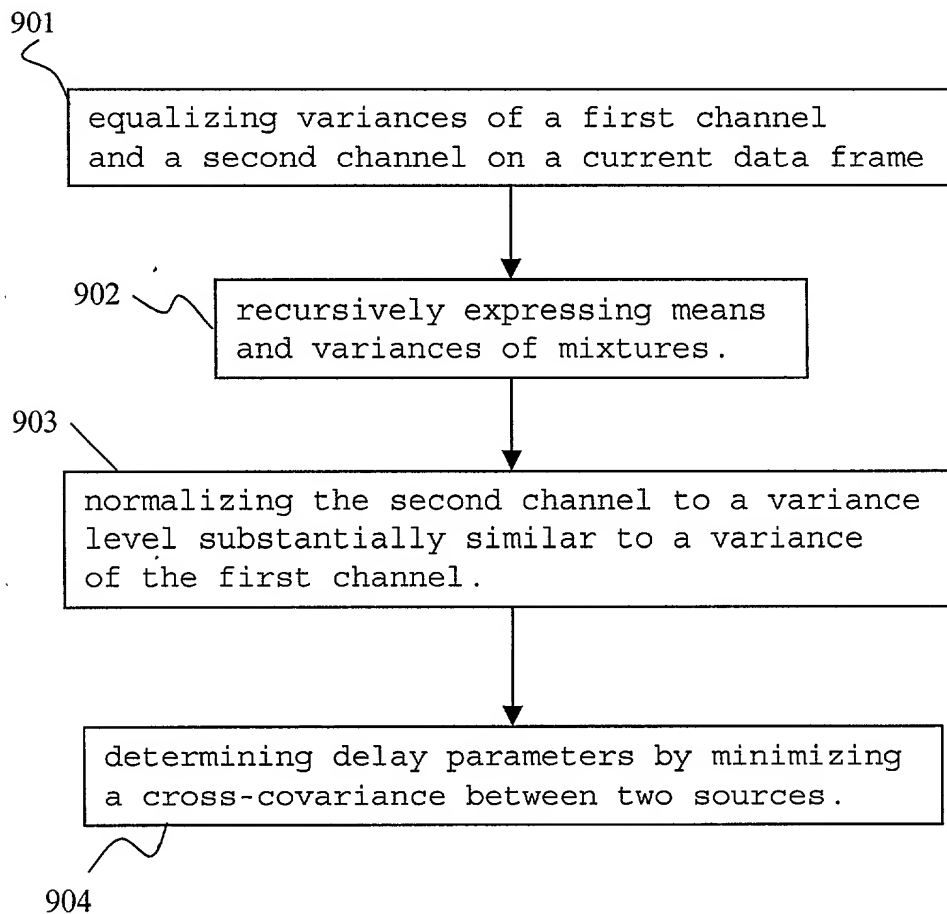 901
equalizing variances of a first channel
and a second channel on a current data frame
902
recursively expressing means
and variances of mixtures.
903
normalizing the second channel to a variance
level substantially similar to a variance
of the first channel.
determining delay parameters by minimizing
a cross-covariance between two sources.
904